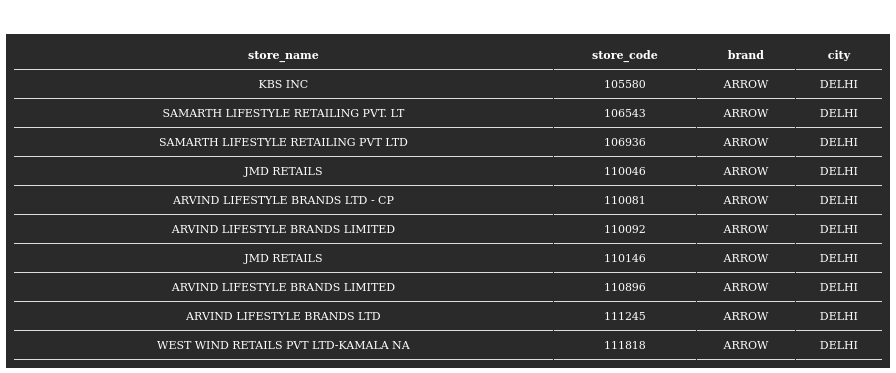 store_name store_code brand city
KBS INC 105580 ARROW DELHI
SAMARTH LIFESTYLE RETAILING PVT. LT 106543 ARROW DELHI
SAMARTH LIFESTYLE RETAILING PVT LTD 106936 ARROW DELHI
JMD RETAILS 110046 ARROW DELHI
ARVIND LIFESTYLE BRANDS LTD - CP 110081 ARROW DELHI
ARVIND LIFESTYLE BRANDS LIMITED 110092 ARROW DELHI
JMD RETAILS 110146 ARROW DELHI
ARVIND LIFESTYLE BRANDS LIMITED 110896 ARROW DELHI
ARVIND LIFESTYLE BRANDS LTD 111245 ARROW DELHI
WEST WIND RETAILS PVT LTD-KAMALA NA 111818 ARROW DELHI